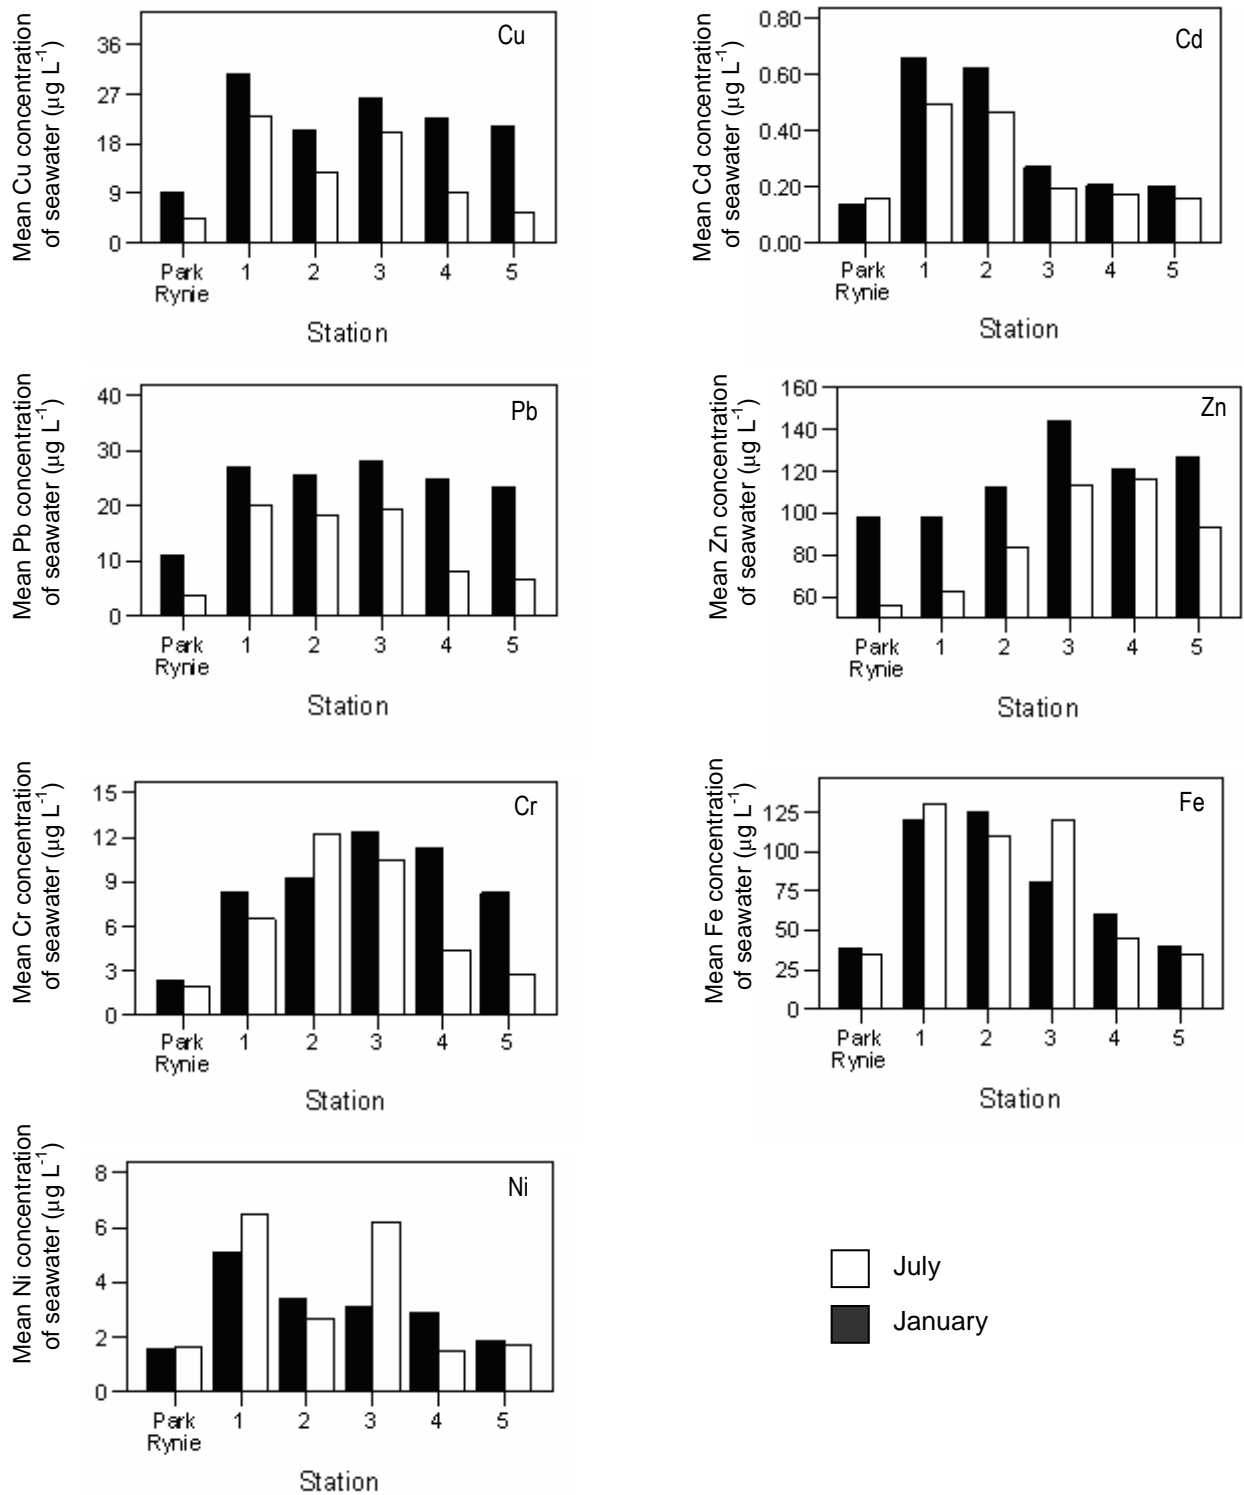 Mean Cu concentration
of seawater (µg L⁻¹)
36
27
18
9
0
Cu
Park
Rynie
1
2
3
4
5
Station
Mean Cd concentration
of seawater (µg L⁻¹)
0.80
0.60
0.40
0.20
0.00
Cd
Park
Rynie
1
2
3
4
5
Station
Mean Pb concentration
of seawater (µg L⁻¹)
40
30
20
10
0
Pb
Park
Rynie
1
2
3
4
5
Station
Mean Zn concentration
of seawater (µg L⁻¹)
160
140
120
100
80
60
Zn
Park
Rynie
1
2
3
4
5
Station
Mean Cr concentration
of seawater (µg L⁻¹)
15
12
9
6
3
0
Cr
Park
Rynie
1
2
3
4
5
Station
Mean Fe concentration
of seawater (µg L⁻¹)
125
100
75
50
25
0
Fe
Park
Rynie
1
2
3
4
5
Station
Mean Ni concentration
of seawater (µg L⁻¹)
8
6
4
2
0
Ni
Park
Rynie
1
2
3
4
5
Station
July
January